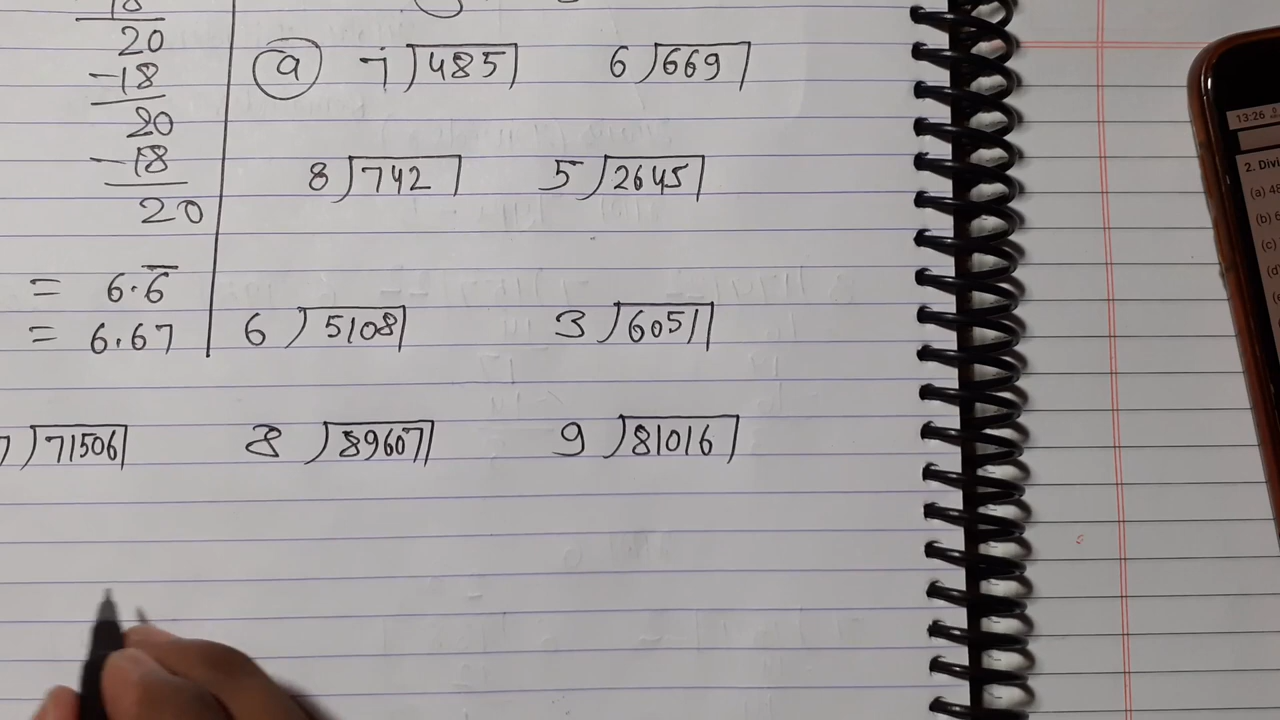 18
20
-18
20
-18
20
= 6.6̅
= 6.67
a 7)485 6)669
8)742 5)2645
6)5108 3)6051
7)71506 8)89607 9)81016
13:26
2. Divi
(a) 48
(b) 6
(c)
(d)